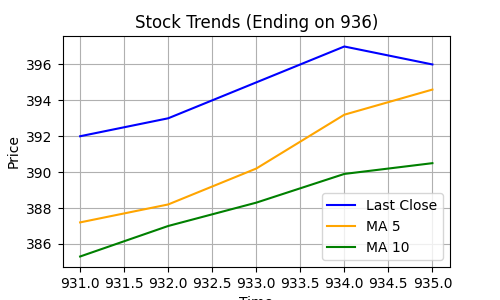 Stock Trends (Ending on 936)
Price
396
394
392
390
388
386
Last Close
MA 5
MA 10
931.0 931.5 932.0 932.5 933.0 933.5 934.0 934.5 935.0
Time